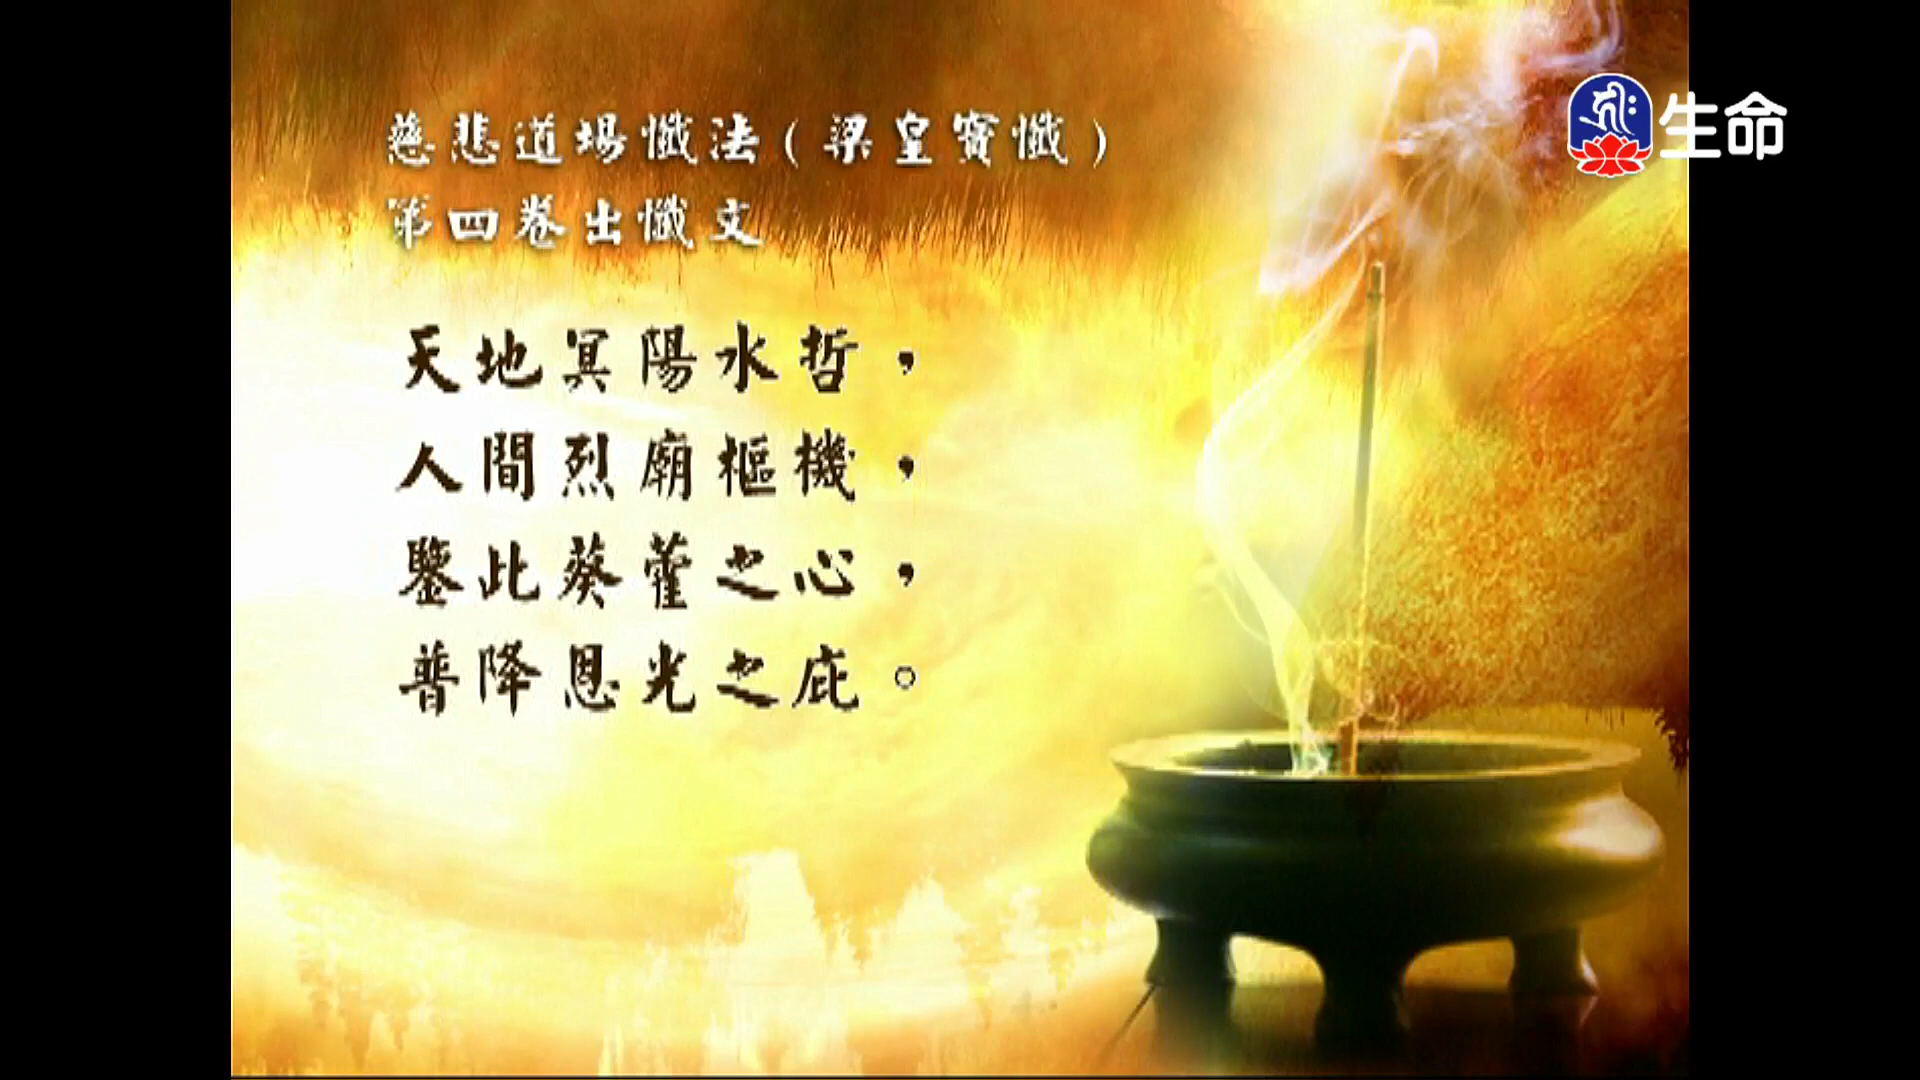 慈悲道場懺法(梁皇寶懺)
第四卷出懺文
生命
天地冥陽水哲，
人間烈廟樞機，
鑒此葵藿之心，
普降恩光之庇。